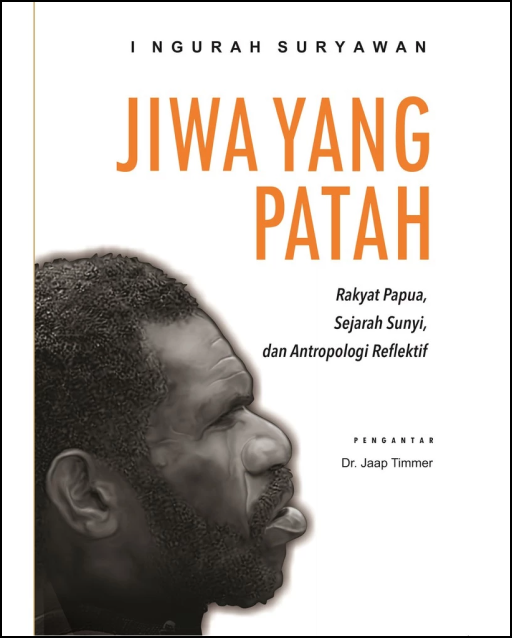 I NGURAH SURYAWAN
JIWA YANG
PATAH
Rakyat Papua,
Sejarah Sunyi,
dan Antropologi Reflektif
PENGANTAR
Dr. Jaap Timmer